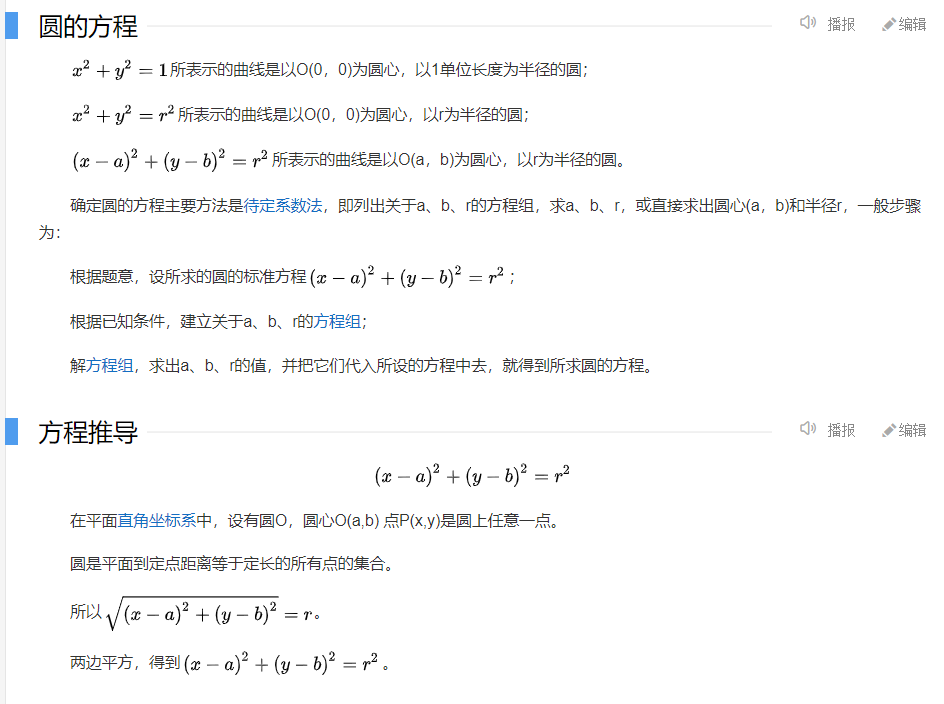 圆的方程 播报 编辑
x² + y² = 1所表示的曲线是以O(0，0)为圆心，以1单位长度为半径的圆；
x² + y² = r² 所表示的曲线是以O(0，0)为圆心，以r为半径的圆；
(x − a)² + (y − b)² = r² 所表示的曲线是以O(a，b)为圆心，以r为半径的圆。
确定圆的方程主要方法是待定系数法，即列出关于a、b、r的方程组，求a、b、r，或直接求出圆心(a，b)和半径r，一般步骤
为：
根据题意，设所求的圆的标准方程(x − a)² + (y − b)² = r²；
根据已知条件，建立关于a、b、r的方程组；
解方程组，求出a、b、r的值，并把它们代入所设的方程中去，就得到所求圆的方程。
方程推导 播报 编辑
(x − a)² + (y − b)² = r²
在平面直角坐标系中，设有圆O，圆心O(a,b) 点P(x,y)是圆上任意一点。
圆是平面到定点距离等于定长的所有点的集合。
所以√((x − a)² + (y − b)²) = r。
两边平方，得到(x − a)² + (y − b)² = r²。